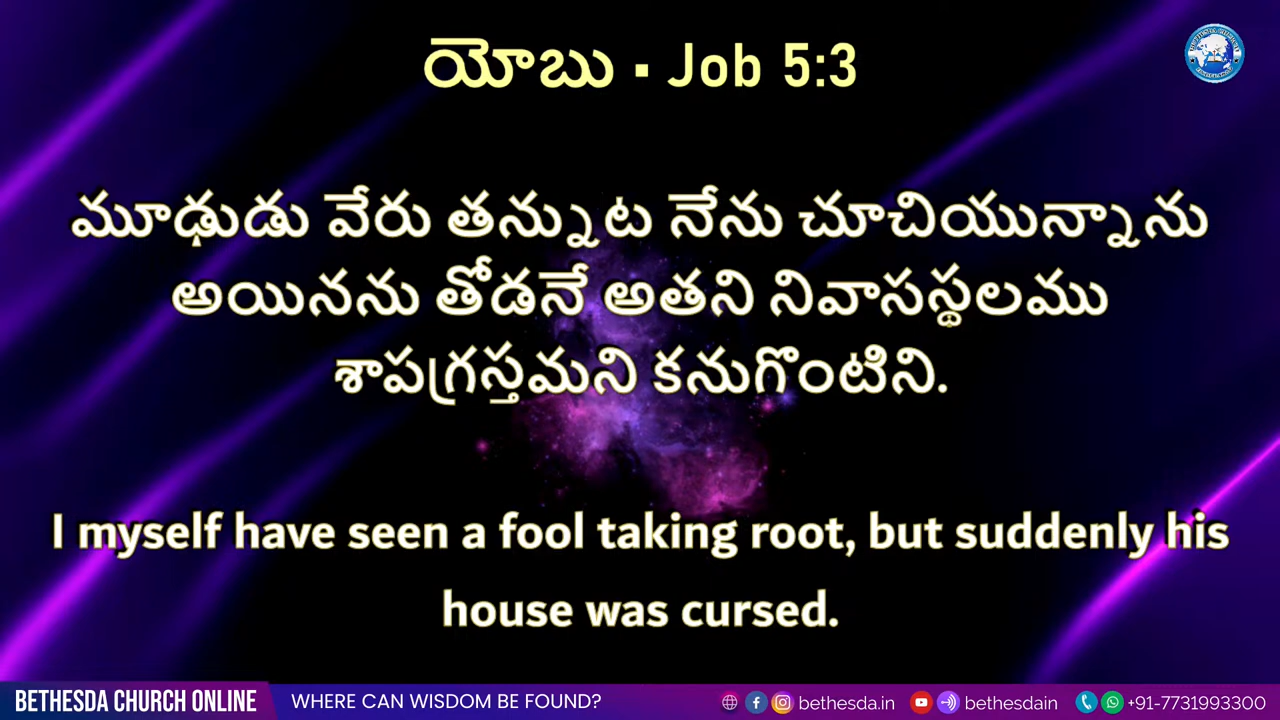 యోబు ▪ Job 5:3
మూఢుడు వేరు తన్నుట నేను చూచియున్నాను
అయినను తోడనే అతని నివాసస్థలము
శాపగ్రస్తమని కనుగొంటిని.
I myself have seen a fool taking root, but suddenly his
house was cursed.
BETHESDA CHURCH ONLINE WHERE CAN WISDOM BE FOUND? bethesda.in bethesdain +91-7731993300